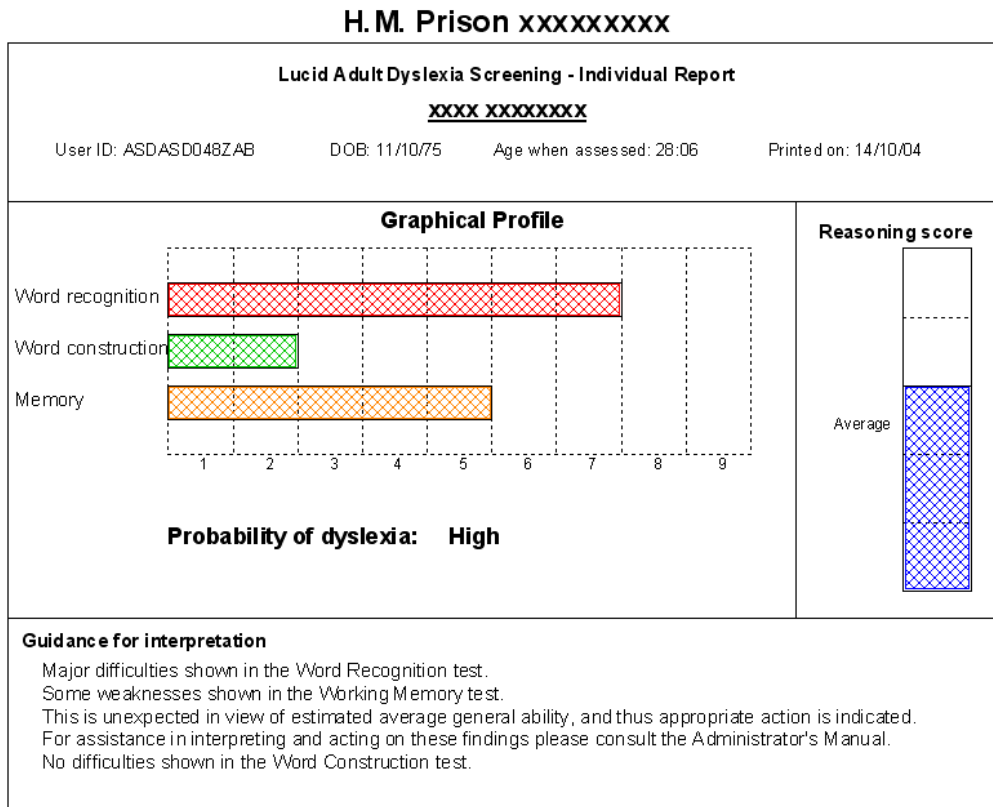 H.M. Prison xxxxxxxxx
Lucid Adult Dyslexia Screening - Individual Report
xxxx xxxxxxxx
User ID: ASDASD048ZAB DOB: 11/10/75 Age when assessed: 28:06 Printed on: 14/10/04
Graphical Profile
Reasoning score
Word recognition
Word construction
Memory
Average
1 2 3 4 5 6 7 8 9
Probability of dyslexia: High
Guidance for interpretation
Major difficulties shown in the Word Recognition test.
Some weaknesses shown in the Working Memory test.
This is unexpected in view of estimated average general ability, and thus appropriate action is indicated.
For assistance in interpreting and acting on these findings please consult the Administrator's Manual.
No difficulties shown in the Word Construction test.